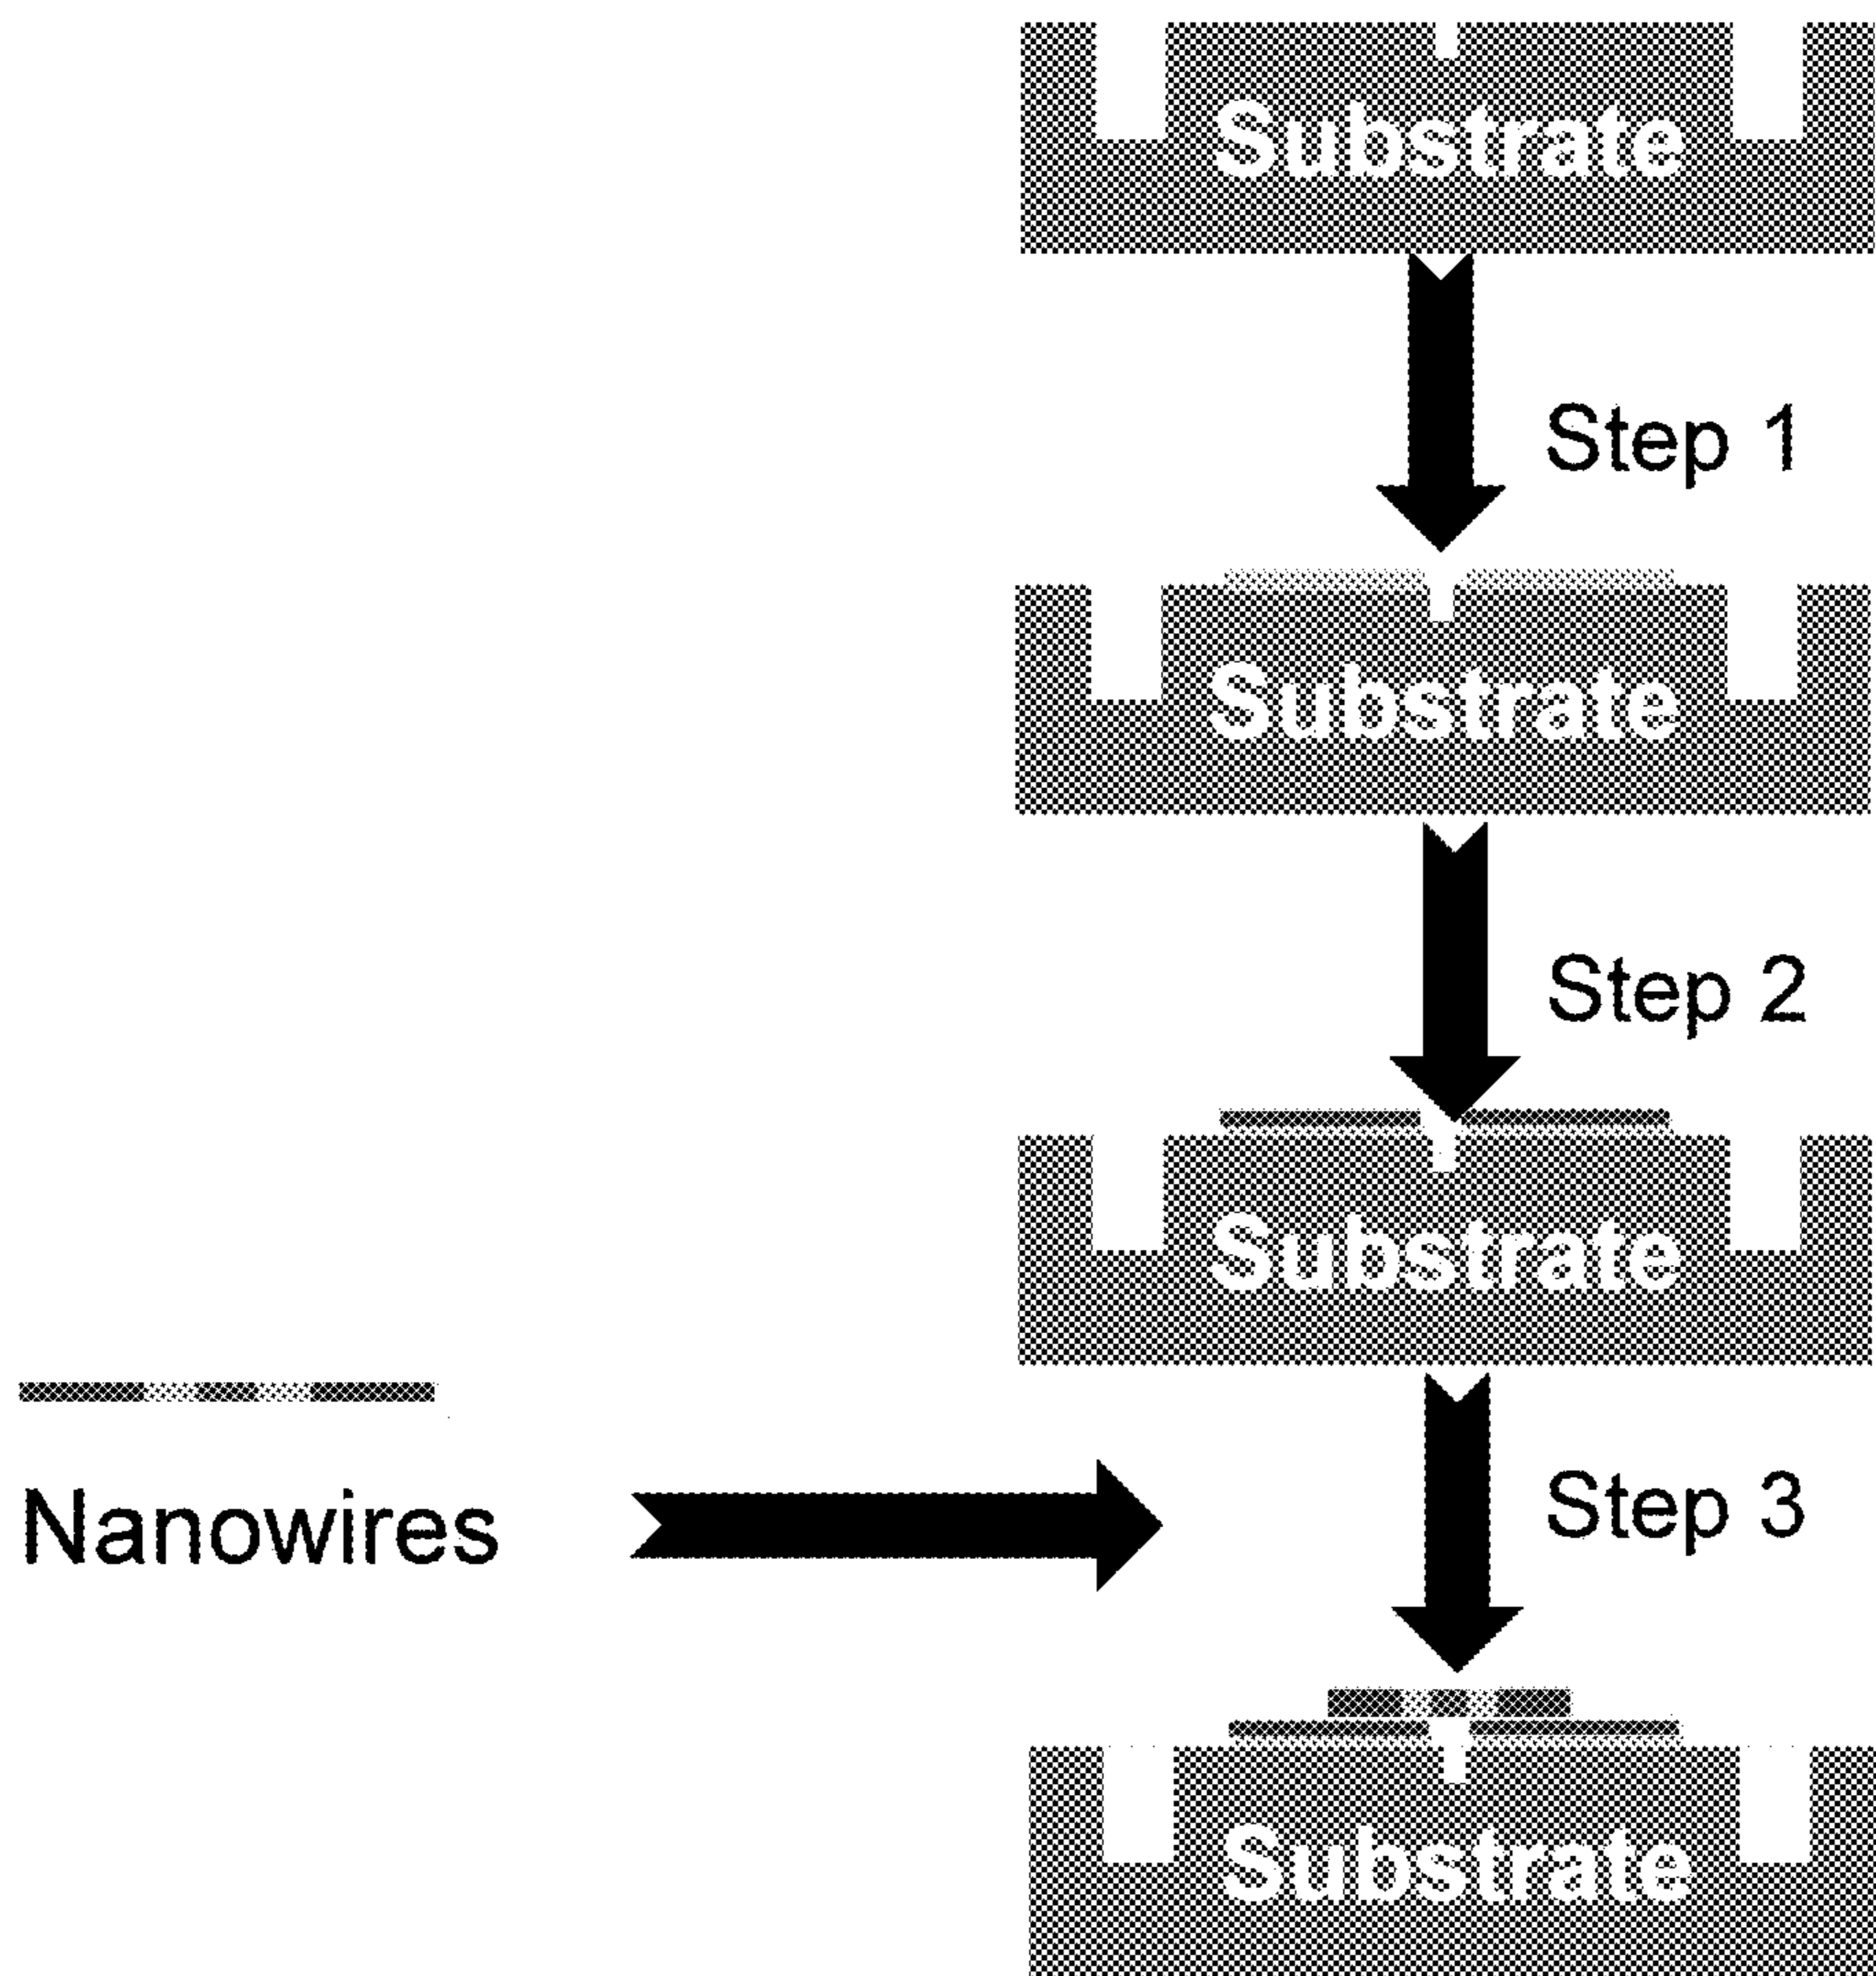 Substrate
Step 1
Substrate
Step 2
Substrate
Nanowires
Step 3
Substrate